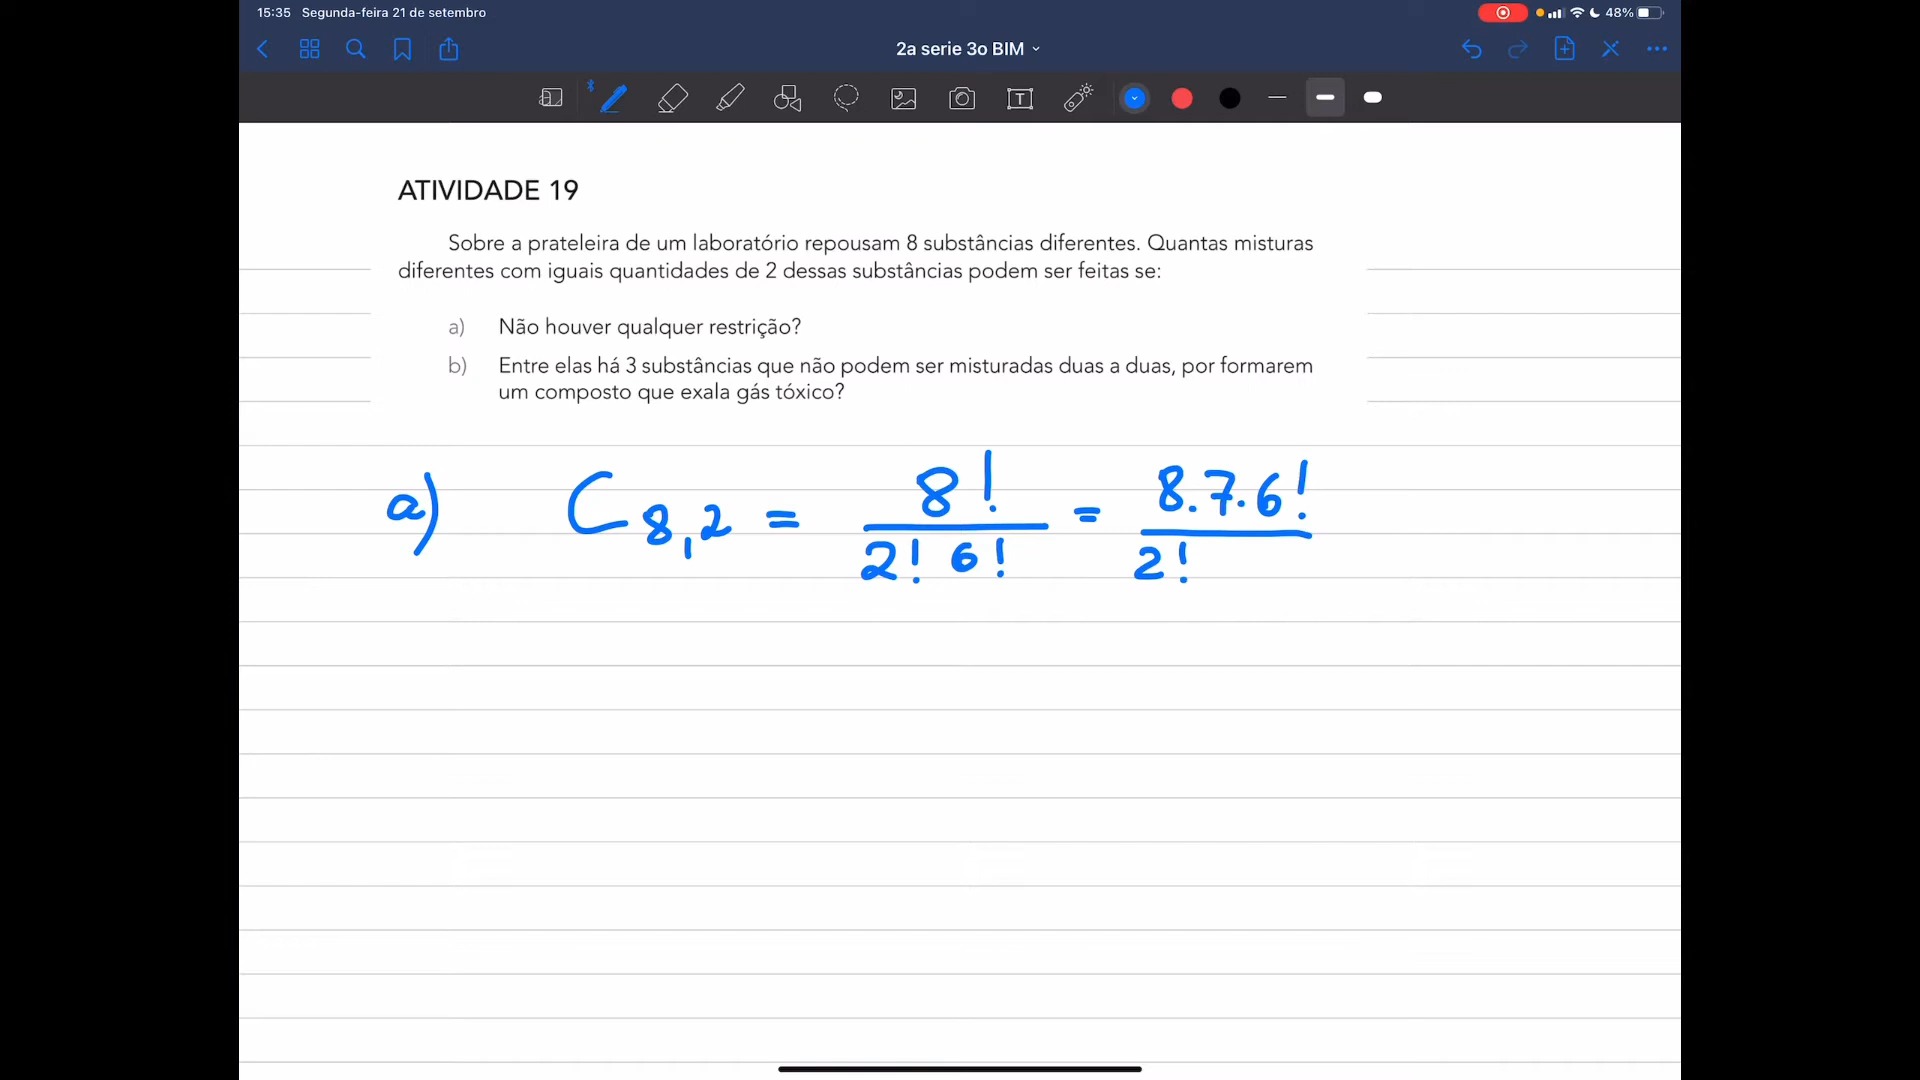 15:35 Segunda-feira 21 de setembro 48%
2a serie 3o BIM
T
ATIVIDADE 19
Sobre a prateleira de um laboratório repousam 8 substâncias diferentes. Quantas misturas
diferentes com iguais quantidades de 2 dessas substâncias podem ser feitas se:
a) Não houver qualquer restrição?
b) Entre elas há 3 substâncias que não podem ser misturadas duas a duas, por formarem
um composto que exala gás tóxico?
a) C 8,2 = 8! / 2! 6! = 8.7.6! / 2!